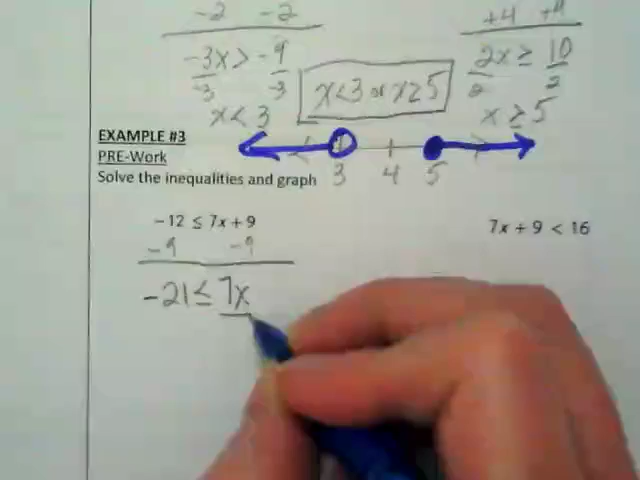 -2 -2
+4 +4
-3x > -9
-3 -3
2x ≥ 10
2 2
x<3 or x≥5
x < 3
x ≥ 5
EXAMPLE #3
PRE-Work
Solve the inequalities and graph
3 4 5
-12 ≤ 7x + 9
7x + 9 < 16
-9 -9
-21 ≤ 7x